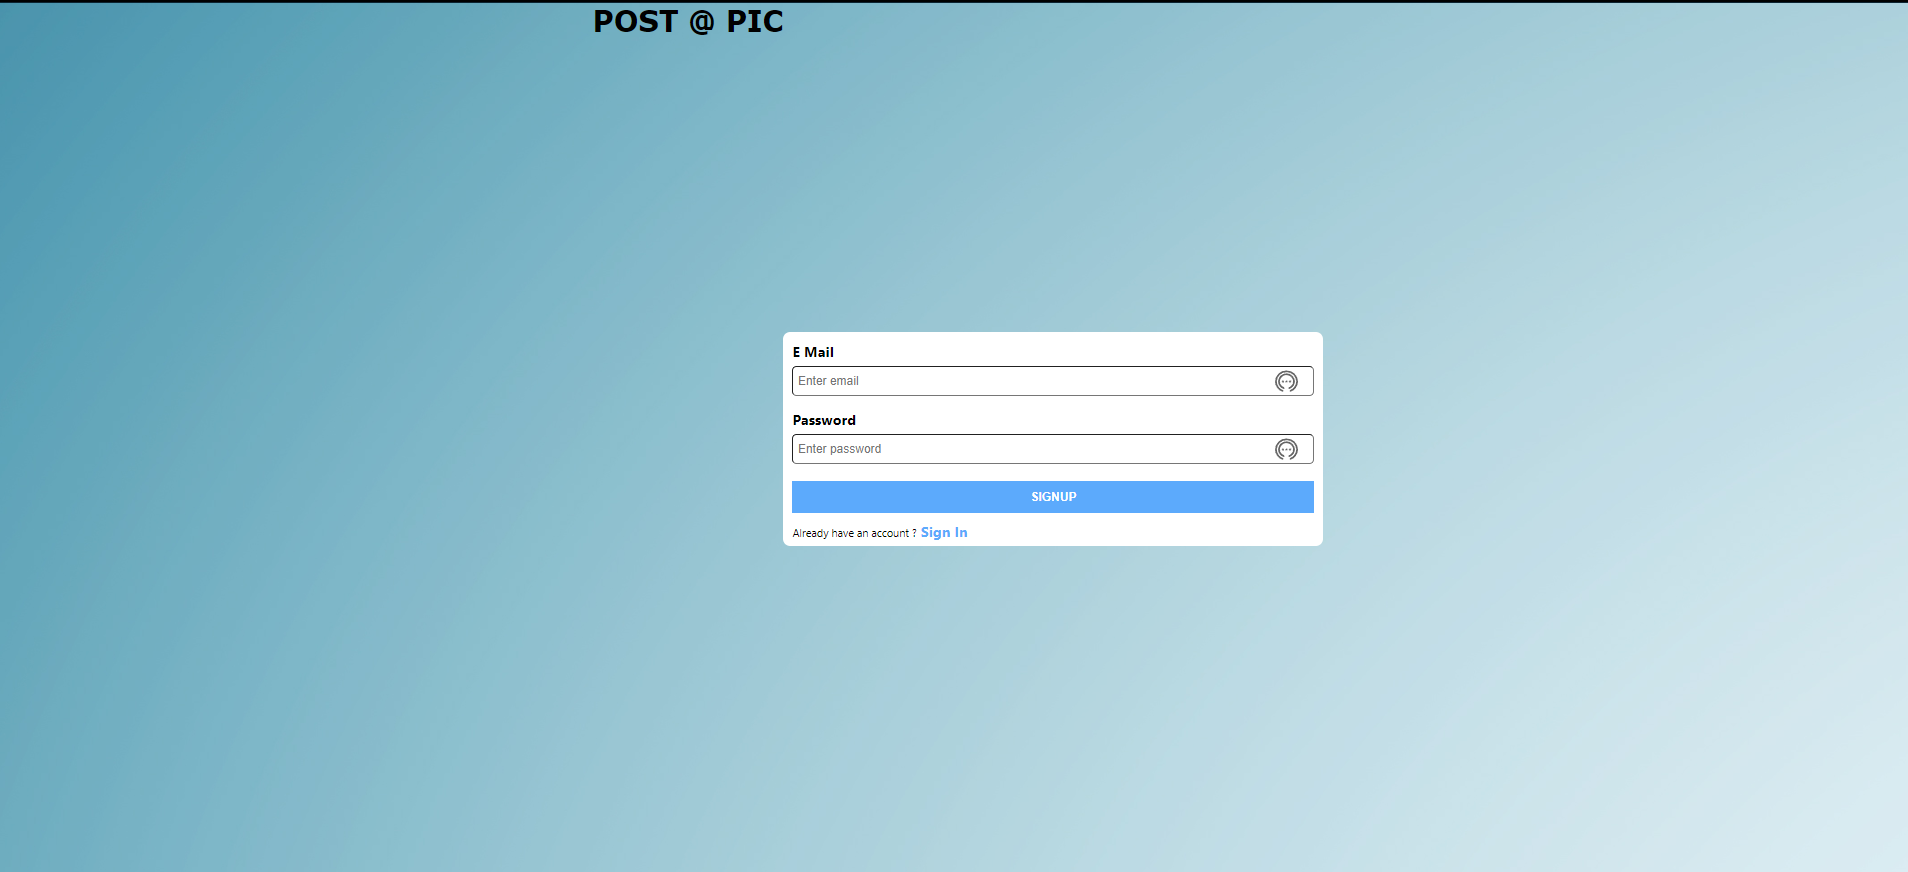 POST @ PIC
E Mail
Enter email
Password
Enter password
SIGNUP
Already have an account ? Sign In